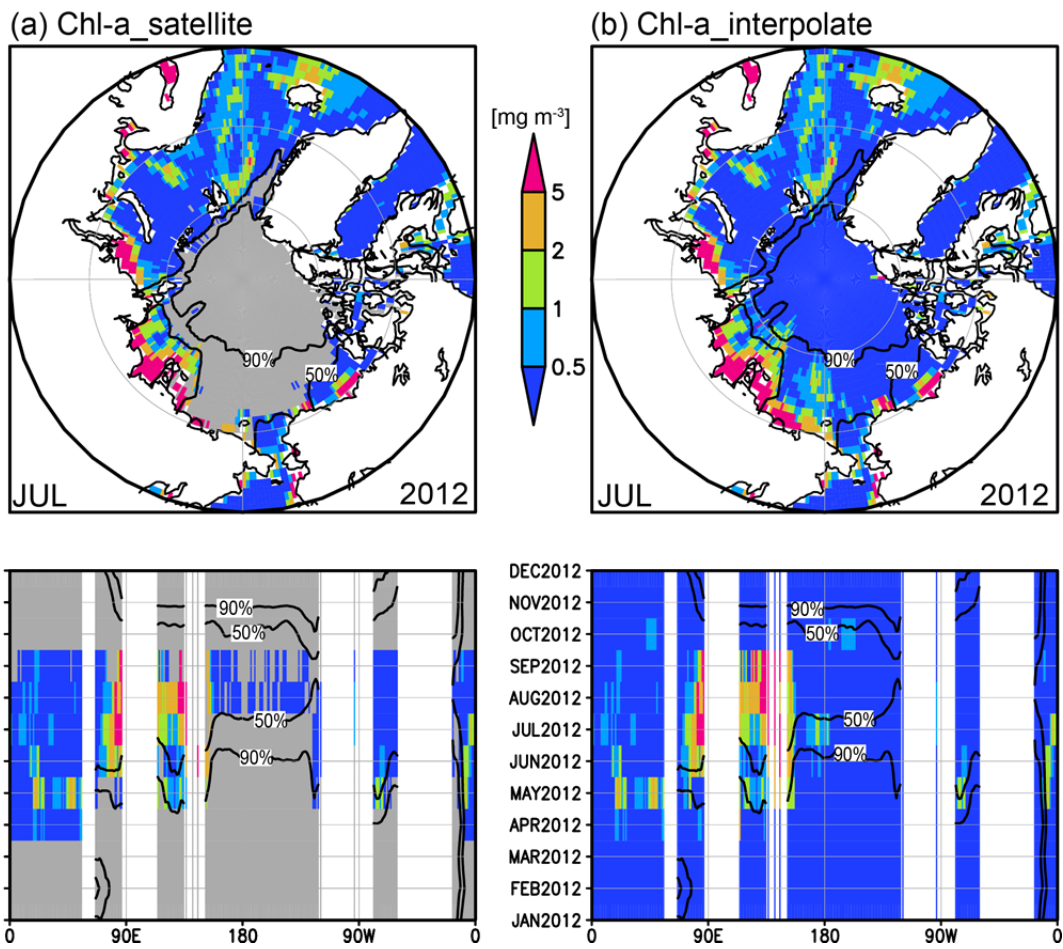 (a) Chl-a_satellite
(b) Chl-a_interpolate
[mg m⁻³]
5
2
1
0.5
90%
50%
JUL
2012
90%
50%
JUL
2012
90%
50%
50%
90%
0
90E
180
90W
0
DEC2012
NOV2012
OCT2012
SEP2012
AUG2012
JUL2012
JUN2012
MAY2012
APR2012
MAR2012
FEB2012
JAN2012
90%
50%
50%
90%
0
90E
180
90W
0